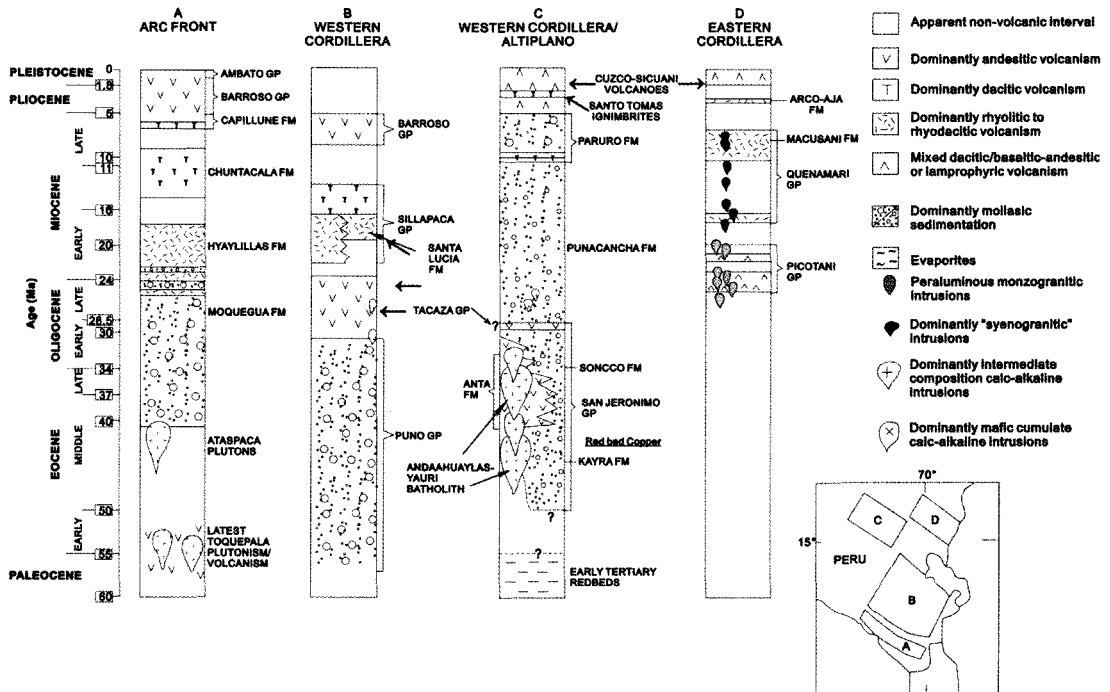 A
ARC FRONT
B
WESTERN
CORDILLERA
C
WESTERN CORDILLERA/
ALTIPLANO
D
EASTERN
CORDILLERA
Age (Ma)
PLEISTOCENE
PLIOCENE
MIOCENE
LATE
EARLY
OLIGOCENE
LATE
EARLY
EOCENE
LATE
MIDDLE
EARLY
PALEOCENE
0
1.8
5
10
11
16
20
24
28.5
30
34
37
40
50
55
60
AMBATO GP
BARROSO GP
CAPILLUNE FM
CHUNTACALA FM
HYAYLILLAS FM
MOQUEGUA FM
ATASPACA
PLUTONS
LATEST
TOQUEPALA
PLUTONISM/
VOLCANISM
BARROSO
GP
SILLAPACA
GP
SANTA
LUCIA
FM
TACAZA GP
PUNO GP
CUZCO-SICUANI
VOLCANOES
SANTO TOMAS
IGNIMBRITES
PARURO FM
PUNACANCHA FM
?
SONCCO FM
ANTA
FM
SAN JERONIMO
GP
Red bed Copper
KAYRA FM
ANDAAHUAYLAS-
YAURI
BATHOLITH
?
?
EARLY TERTIARY
REDBEDS
ARCO-AJA
FM
MACUSANI FM
QUENAMARI
GP
PICOTANI
GP
Apparent non-volcanic interval
Dominantly andesitic volcanism
Dominantly dacitic volcanism
Dominantly rhyolitic to
rhyodacitic volcanism
Mixed dacitic/basaltic-andesitic
or lamprophyric volcanism
Dominantly mollasic
sedimentation
Evaporites
Peraluminous monzogranitic
intrusions
Dominantly "syenogranitic"
intrusions
Dominantly intermediate
composition calc-alkaline
intrusions
Dominantly mafic cumulate
calc-alkaline intrusions
70°
15°
PERU
C
D
B
A